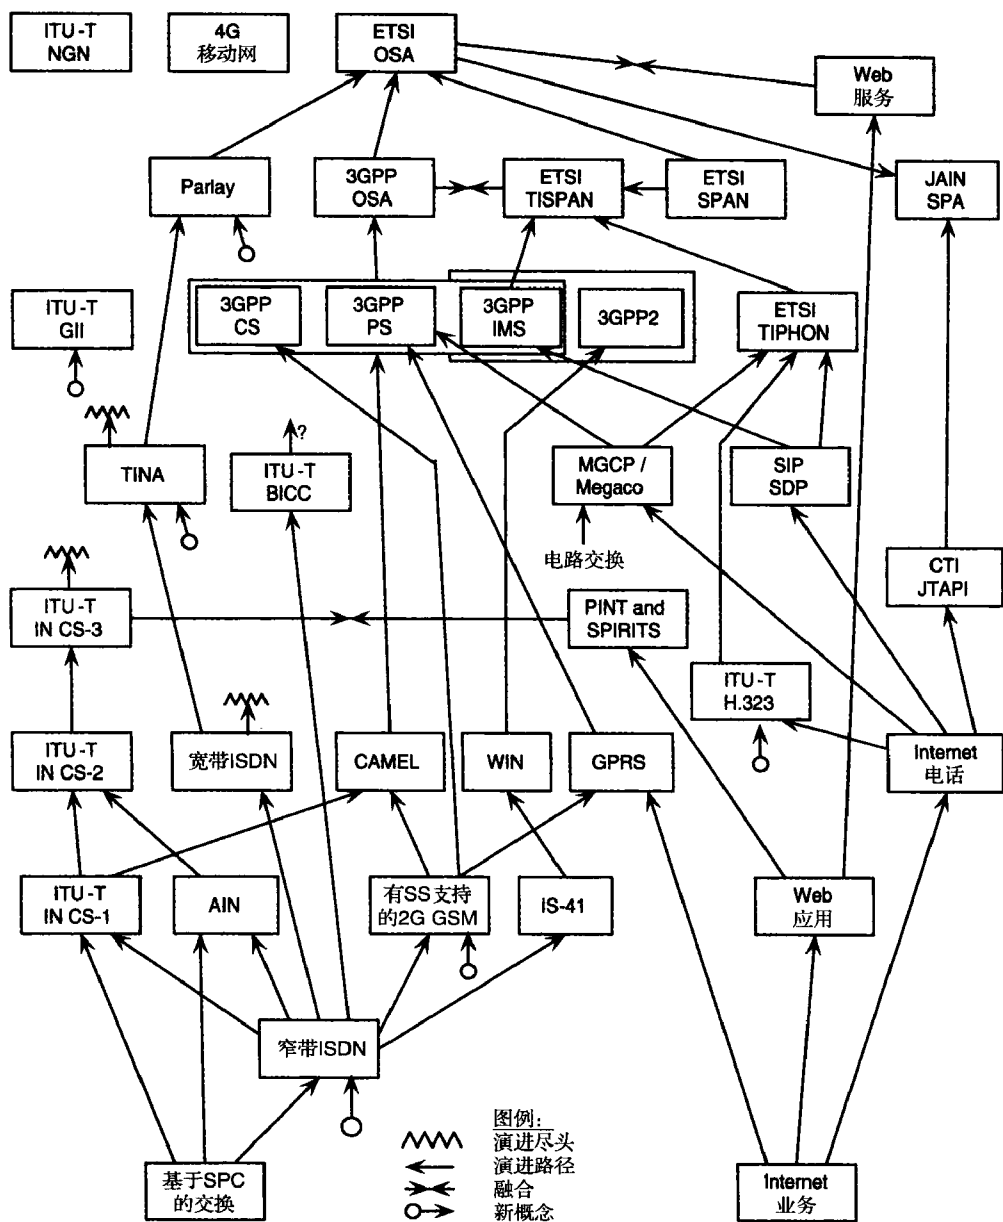 ITU-T
NGN
4G
移动网
ETSI
OSA
Web
服务
Parlay
3GPP
OSA
ETSI
TISPAN
ETSI
SPAN
JAIN
SPA
ITU-T
GII
3GPP
CS
3GPP
PS
3GPP
IMS
3GPP2
ETSI
TIPHON
?
TINA
ITU-T
BICC
MGCP /
Megaco
SIP
SDP
电路交换
CTI
JTAPI
ITU-T
IN CS-3
PINT and
SPIRITS
ITU-T
H.323
ITU-T
IN CS-2
宽带ISDN
CAMEL
WIN
GPRS
Internet
电话
ITU-T
IN CS-1
AIN
有SS支持
的2G GSM
IS-41
Web
应用
窄带ISDN
图例:
演进尽头
演进路径
融合
新概念
基于SPC
的交换
Internet
业务